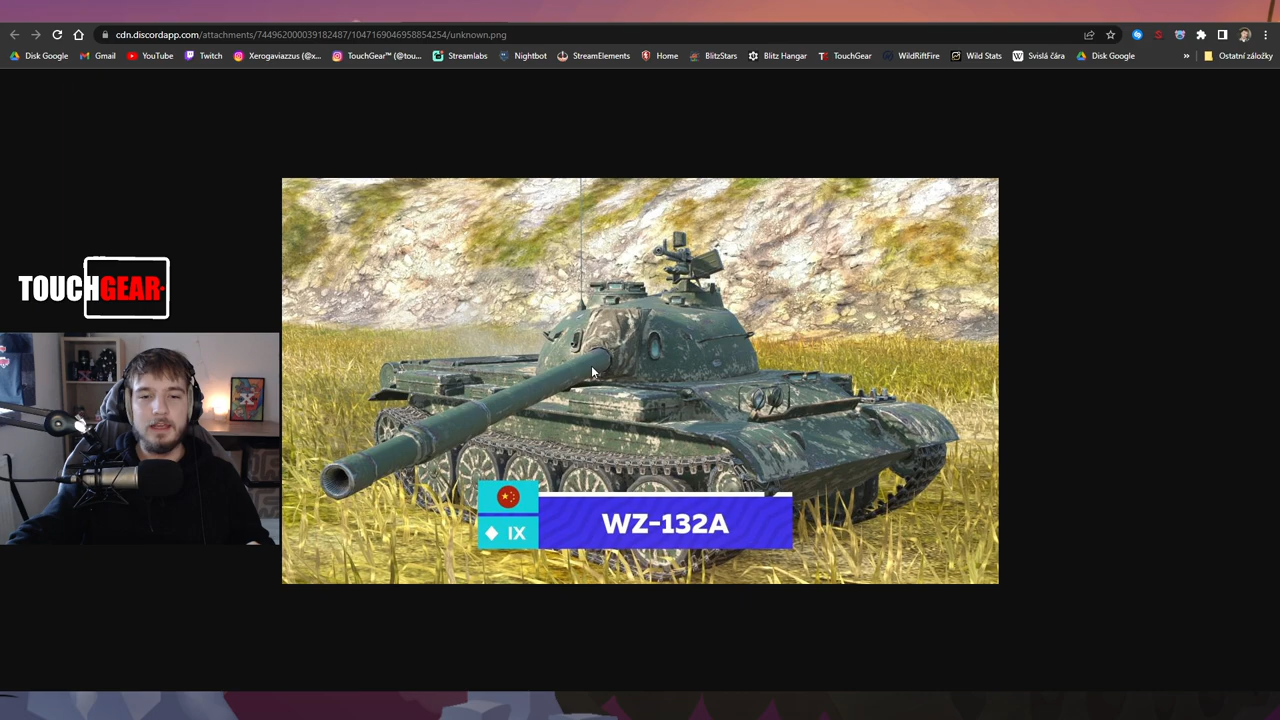 cdn.discordapp.com/attachments/744962000039182487/1047169046958854254/unknown.png
Disk Google Gmail YouTube Twitch Xerogaviazzus (@x... TouchGear™ (@tou... Streamlabs Nightbot StreamElements Home BlitzStars Blitz Hangar TouchGear WildRiftFire Wild Stats Svislá čára Disk Google » Ostatní záložky
TOUCHGEAR
WZ-132A
IX